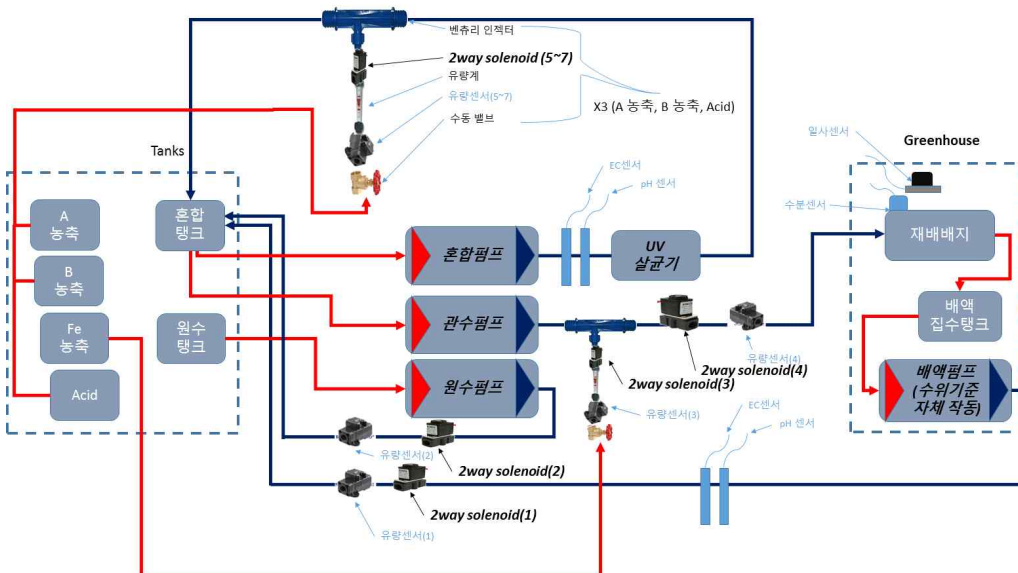 벤츄리 인젝터
2way solenoid (5~7)
유량계
유량센서(5~7)
수동 밸브
X3 (A 농축, B 농축, Acid)
Tanks
A
농축
B
농축
Fe
농축
Acid
혼합
탱크
원수
탱크
혼합펌프
관수펌프
원수펌프
EC센서
pH 센서
UV
살균기
2way solenoid(3)
유량센서(3)
2way solenoid(4)
유량센서(4)
유량센서(2)
2way solenoid(2)
유량센서(1)
2way solenoid(1)
EC센서
pH 센서
Greenhouse
일사센서
수분센서
재배배지
배액
집수탱크
배액펌프
(수위기준
자체 작동)